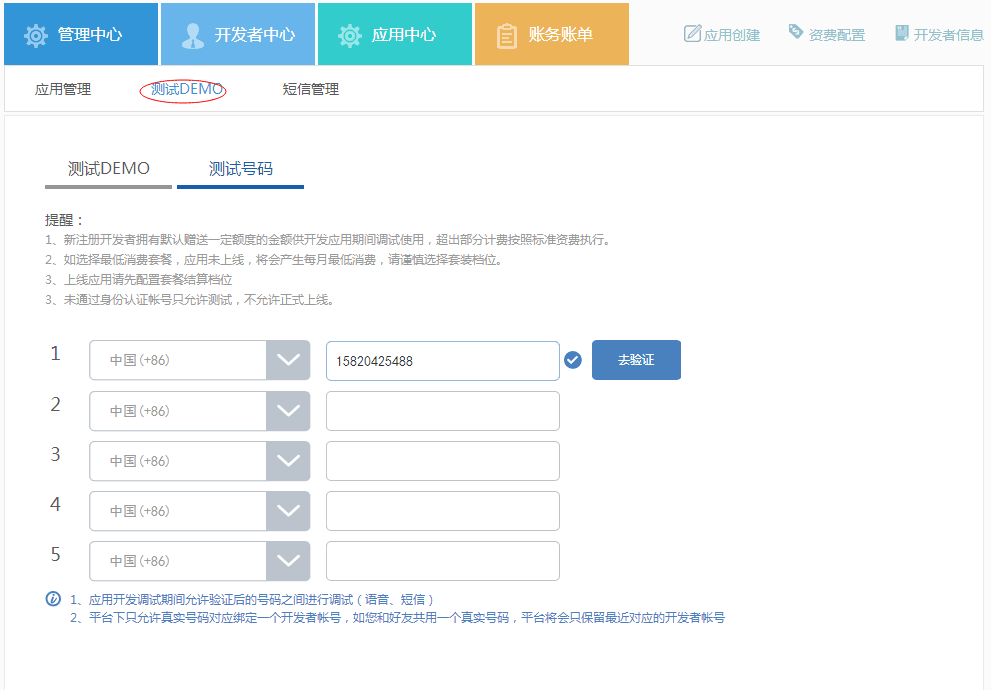 管理中心 开发者中心 应用中心 账务账单 应用创建 资费配置 开发者信息
应用管理 测试DEMO 短信管理
测试DEMO 测试号码
提醒：
1、新注册开发者拥有默认赠送一定额度的金额供开发应用期间调试使用，超出部分计费按照标准资费执行。
2、如选择最低消费套餐，应用未上线，将会产生每月最低消费，请谨慎选择套装档位。
3、上线应用请先配置套餐结算档位
3、未通过身份认证帐号只允许测试，不允许正式上线。
1 中国(+86) 15820425488 去验证
2 中国(+86)
3 中国(+86)
4 中国(+86)
5 中国(+86)
1、应用开发调试期间允许验证后的号码之间进行调试（语音、短信）
2、平台下只允许真实号码对应绑定一个开发者帐号，如您和好友共用一个真实号码，平台将会只保留最近对应的开发者帐号